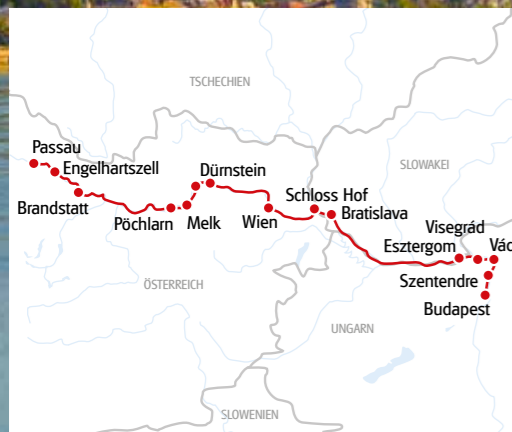 TSCHECHIEN
Passau
Engelhartszell
Dürnstein
SLOWAKEI
Brandstatt
Schloss Hof
Pöchlarn
Melk
Wien
Bratislava
Visegrád
Esztergom
Vác
Szentendre
ÖSTERREICH
Budapest
UNGARN
SLOWENIEN